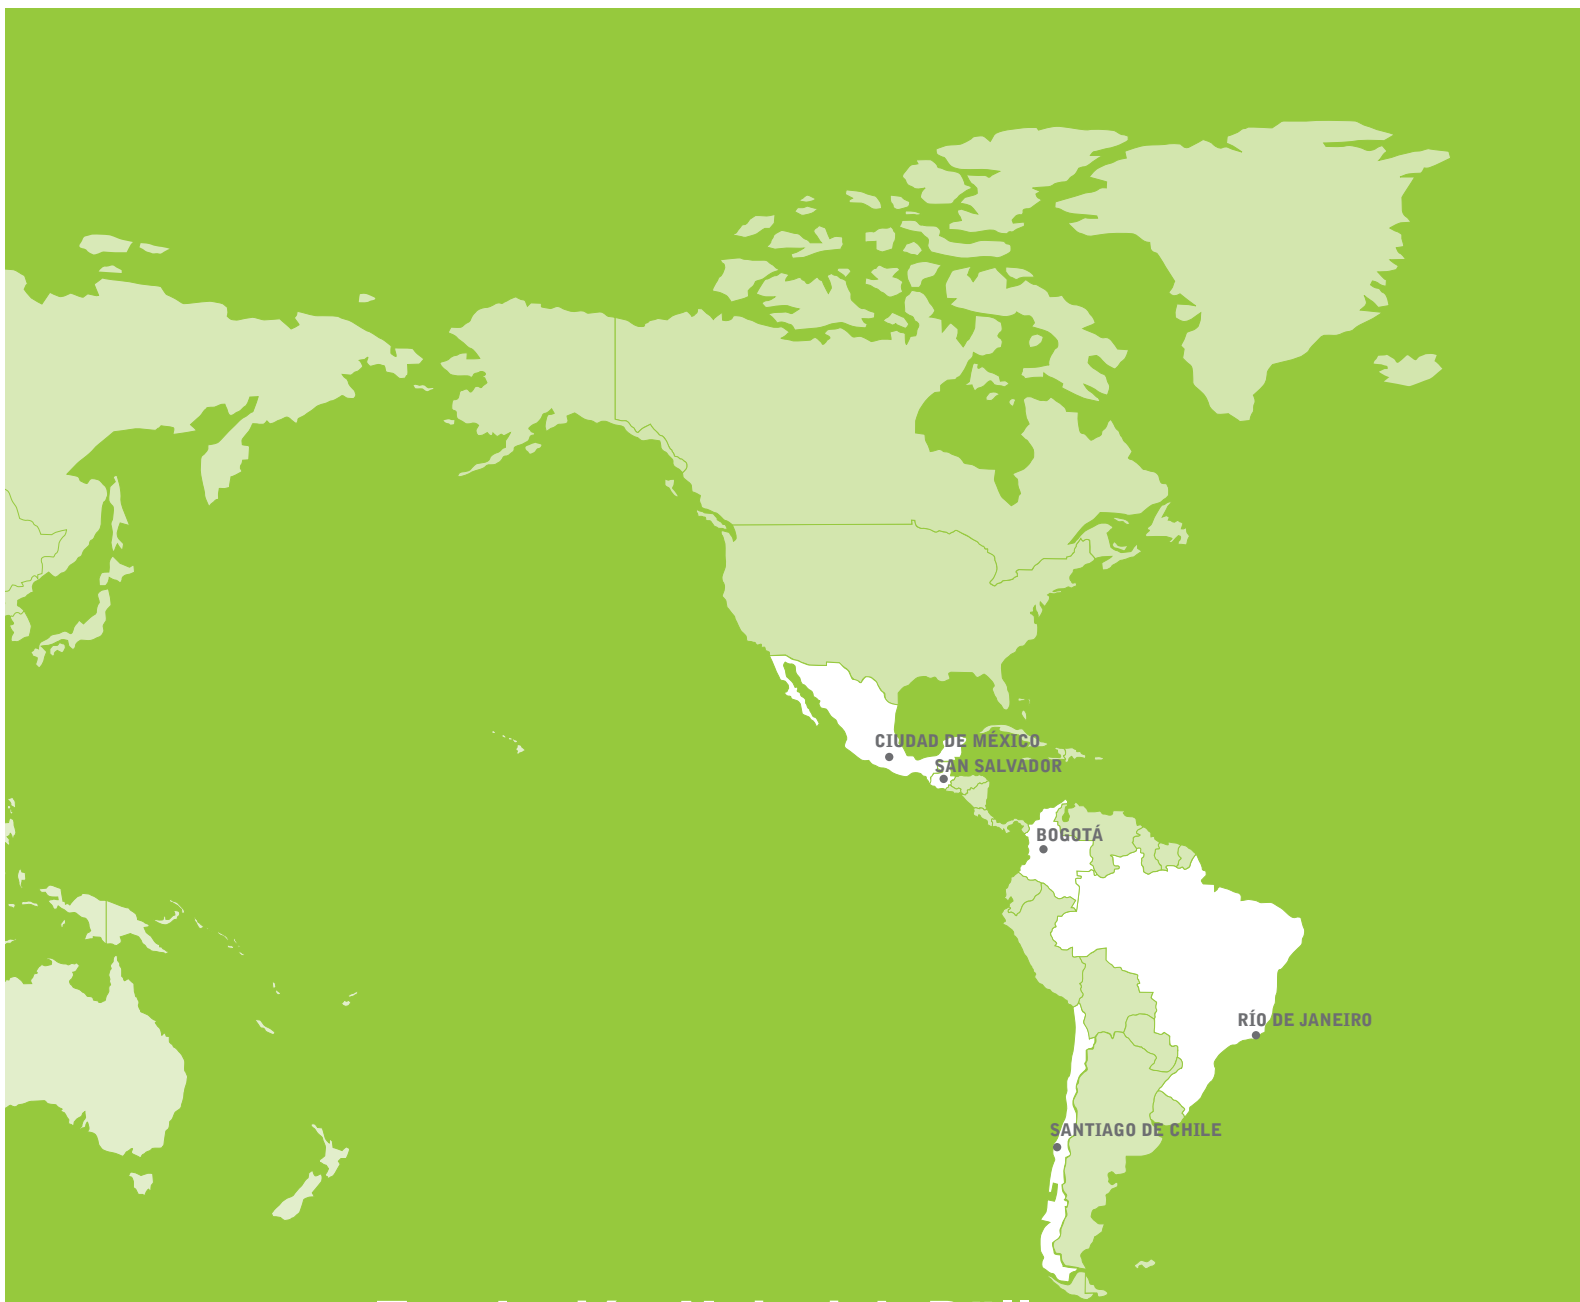 CIUDAD DE MÉXICO
SAN SALVADOR
BOGOTÁ
RÍO DE JANEIRO
SANTIAGO DE CHILE